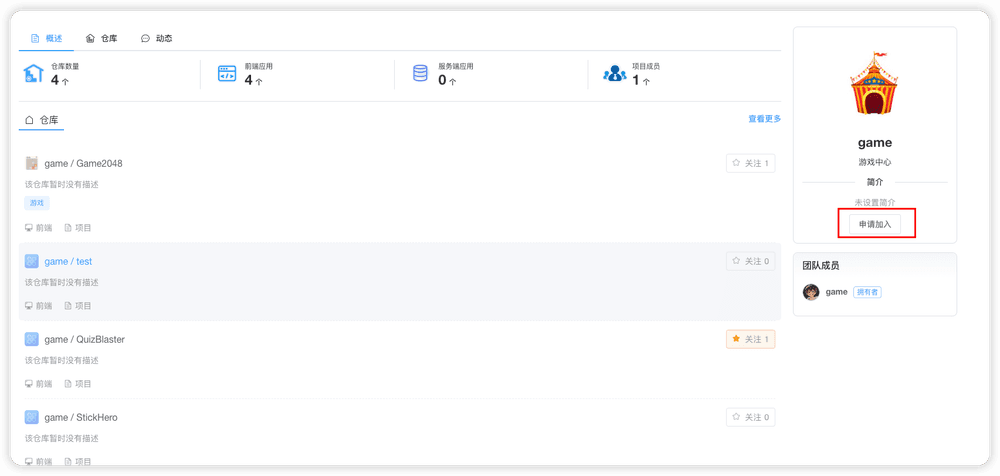 概述 仓库 动态
仓库数量 前端应用 服务端应用 项目成员
4 个 4 个 0 个 1 个
仓库 查看更多
game / Game2048 关注 1
该仓库暂时没有描述
游戏
前端 项目
game / test 关注 0
该仓库暂时没有描述
前端 项目
game / QuizBlaster 关注 1
该仓库暂时没有描述
前端 项目
game / StickHero 关注 0
该仓库暂时没有描述
前端 项目
game
游戏中心
简介
未设置简介
申请加入
团队成员
game 拥有者